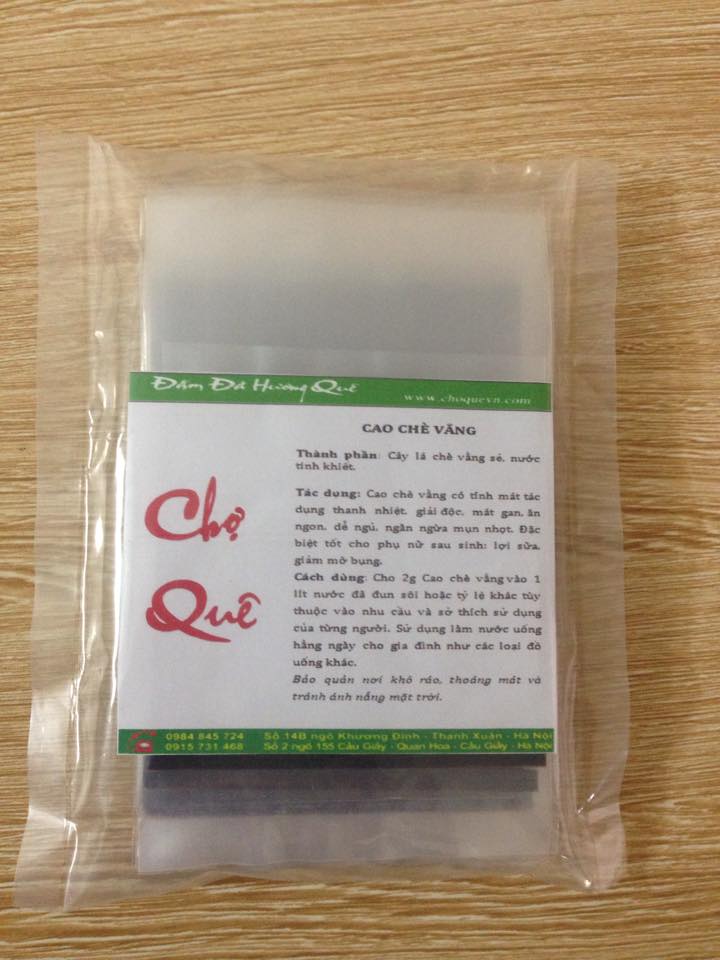 Đậm Đà Hương Quê
www.choquevn.com
CAO CHÈ VẰNG
Chợ
Quê
Thành phần: Cây lá chè vằng sẻ, nước
tinh khiết.
Tác dụng: Cao chè vằng có tính mát tác
dụng thanh nhiệt, giải độc, mát gan, ăn
ngon, dễ ngủ, ngăn ngừa mụn nhọt. Đặc
biệt tốt cho phụ nữ sau sinh: lợi sữa,
giảm mỡ bụng.
Cách dùng: Cho 2g Cao chè vằng vào 1
lít nước đã đun sôi hoặc tỷ lệ khác tùy
thuộc vào nhu cầu và sở thích sử dụng
của từng người. Sử dụng làm nước uống
hằng ngày cho gia đình như các loại đồ
uống khác.
Bảo quản nơi khô ráo, thoáng mát và
tránh ánh nắng mặt trời.
0984 845 724 Số 14B ngõ Khương Đình - Thanh Xuân - Hà Nội
0915 731 468 Số 2 ngõ 155 Cầu Giấy - Quan Hoa - Cầu Giấy - Hà Nội